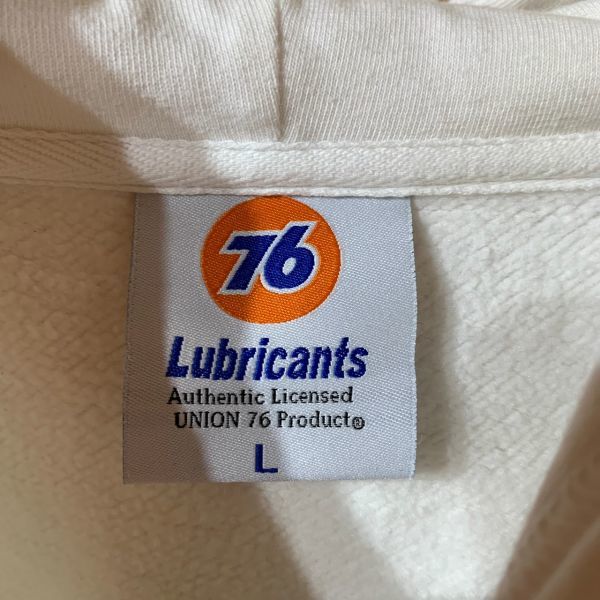 76
Lubricants
Authentic Licensed
UNION 76 Product®
L